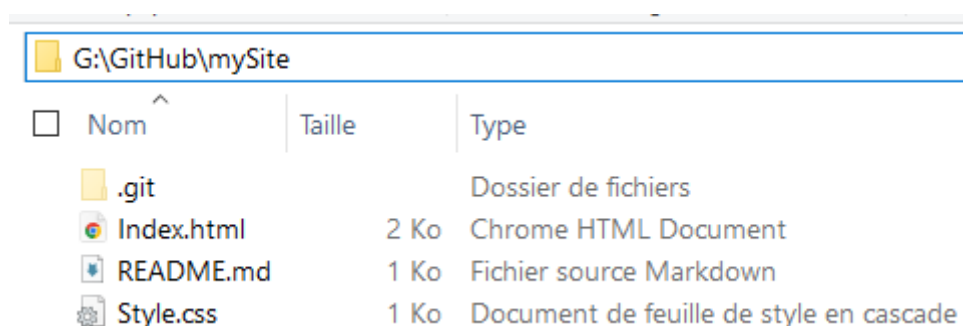 G:\GitHub\mySite
Nom Taille Type
.git Dossier de fichiers
Index.html 2 Ko Chrome HTML Document
README.md 1 Ko Fichier source Markdown
Style.css 1 Ko Document de feuille de style en cascade